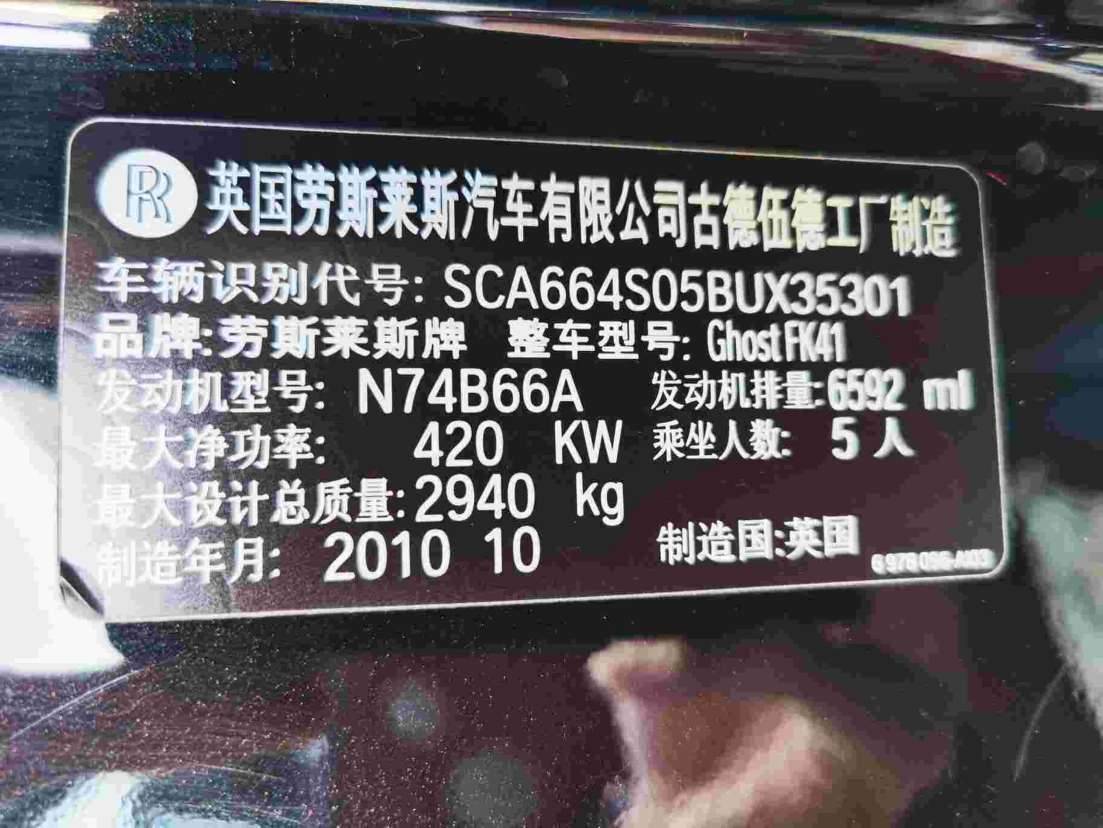 RR 英国劳斯莱斯汽车有限公司古德伍德工厂制造
车辆识别代号: SCA664S05BUX35301
品牌:劳斯莱斯牌 整车型号: Ghost FK41
发动机型号: N74B66A 发动机排量:6592 ml
最大净功率: 420 KW 乘坐人数: 5 人
最大设计总质量:2940 kg
制造年月: 2010 10 制造国:英国